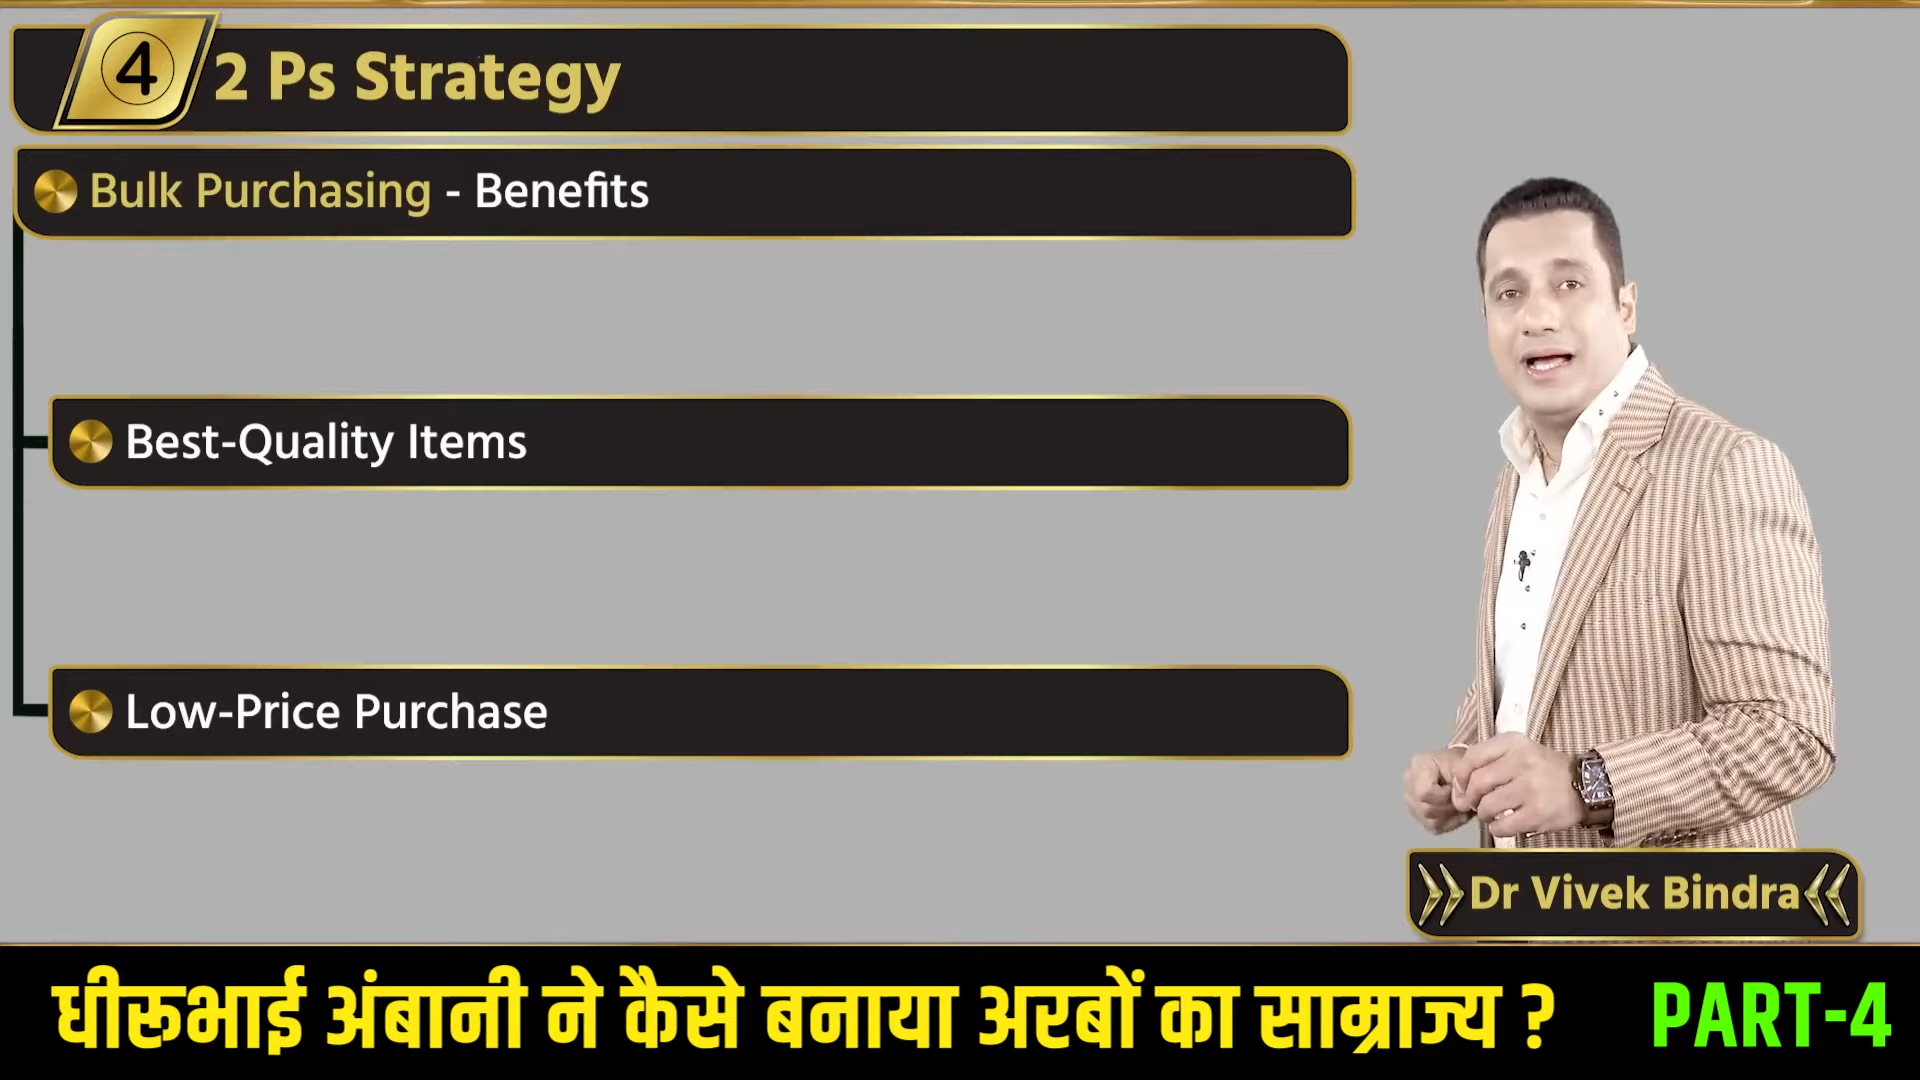 4 2 Ps Strategy
Bulk Purchasing - Benefits
Best-Quality Items
Low-Price Purchase
Dr Vivek Bindra
धीरूभाई अंबानी ने कैसे बनाया अरबों का साम्राज्य ? PART-4